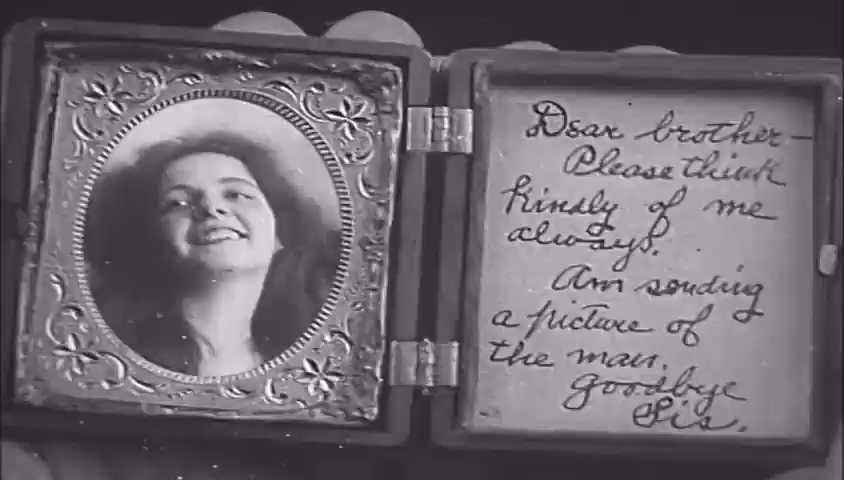 Dear brother—
Please think
kindly of me
always.
Am sending
a picture of
the man.
Goodbye
Sis.